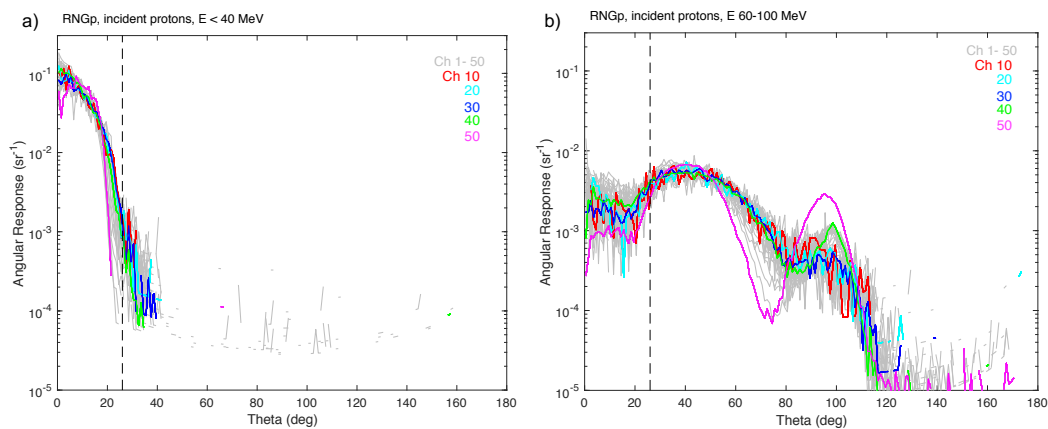 a)
RNGp, incident protons, E < 40 MeV
Ch 1- 50
Ch 10
20
30
40
50
10-1
10-2
10-3
10-4
10-5
Angular Response (sr-1)
0 20 40 60 80 100 120 140 160 180
Theta (deg)
b)
RNGp, incident protons, E 60-100 MeV
Ch 1- 50
Ch 10
20
30
40
50
10-1
10-2
10-3
10-4
10-5
Angular Response (sr-1)
0 20 40 60 80 100 120 140 160 180
Theta (deg)